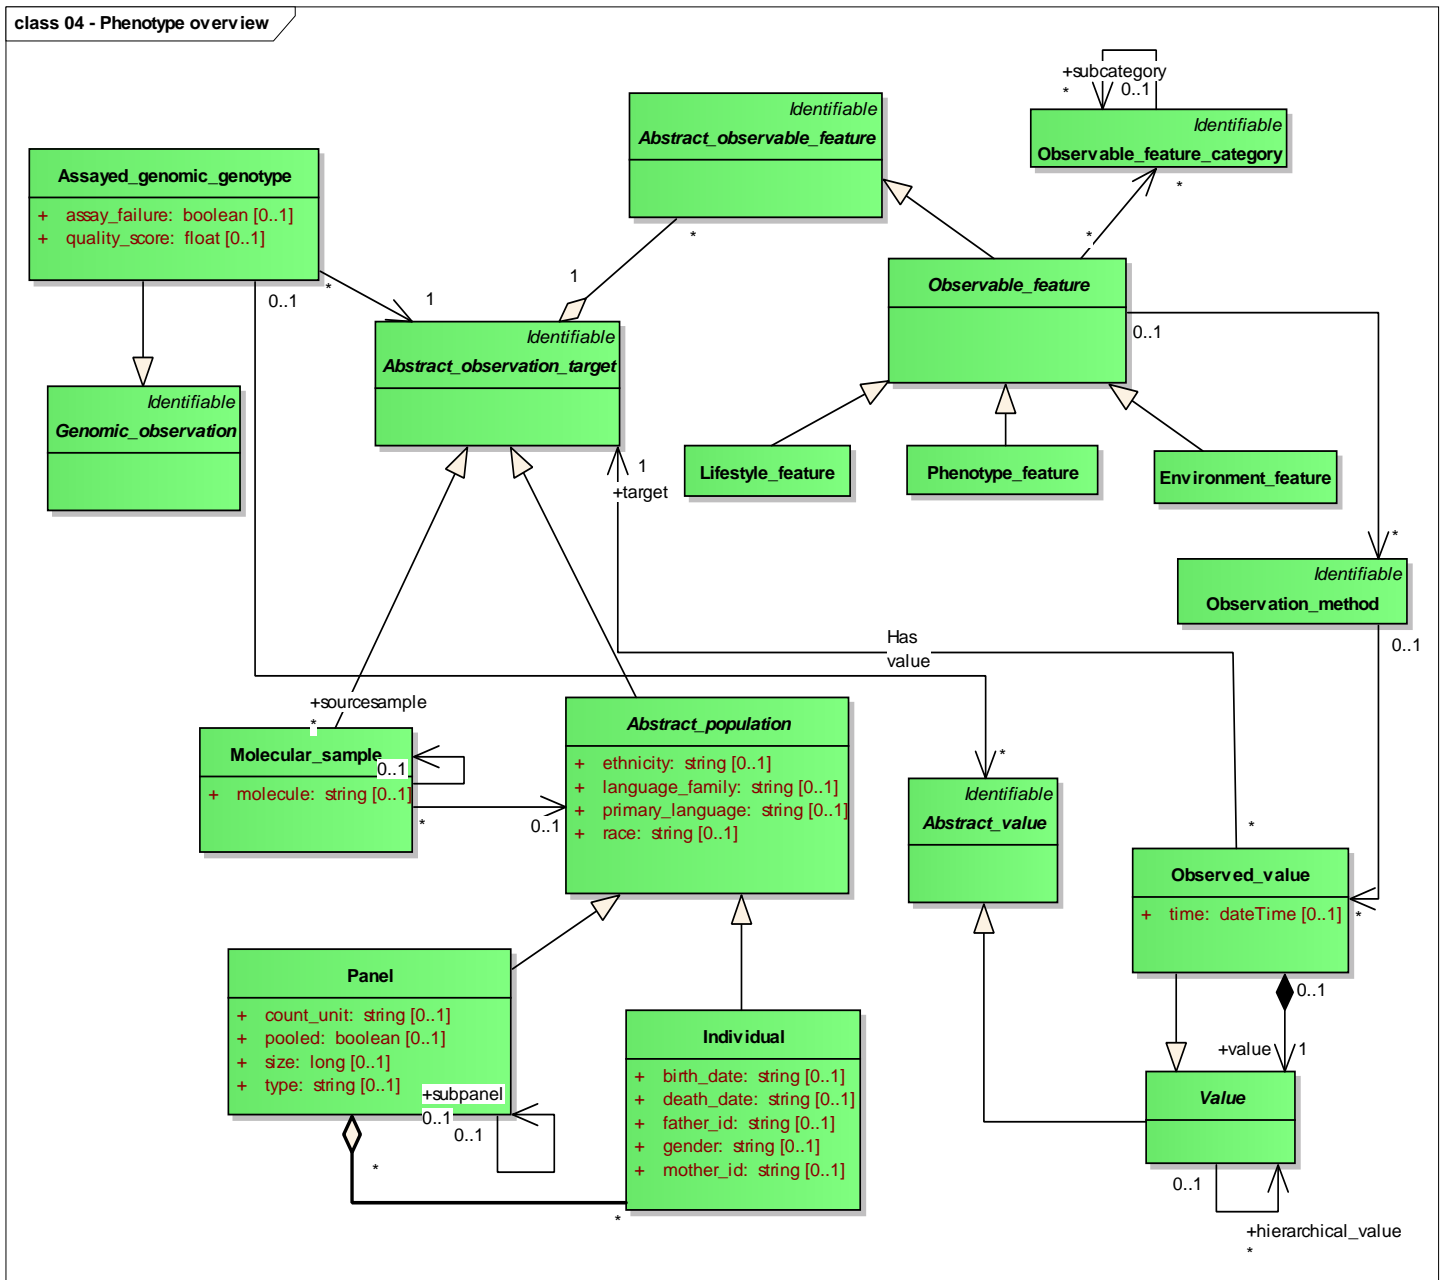 class 04 - Phenotype overview
+subcategory
*
0..1
Identifiable
Observable_feature_category
*
Identifiable
Abstract_observable_feature
*
1
Assayed_genomic_genotype
+ assay_failure: boolean [0..1]
+ quality_score: float [0..1]
*
0..1
1
*
Observable_feature
0..1
Identifiable
Abstract_observation_target
Identifiable
Genomic_observation
1
+target
Lifestyle_feature
Phenotype_feature
Environment_feature
*
Identifiable
Observation_method
0..1
Has
value
+sourcesample
*
Molecular_sample
0..1
+ molecule: string [0..1]
*
0..1
Abstract_population
+ ethnicity: string [0..1]
+ language_family: string [0..1]
+ primary_language: string [0..1]
+ race: string [0..1]
*
Identifiable
Abstract_value
*
Observed_value
+ time: dateTime [0..1]
*
0..1
+value
1
Panel
+ count_unit: string [0..1]
+ pooled: boolean [0..1]
+ size: long [0..1]
+ type: string [0..1]
+subpanel
0..1
0..1
*
Individual
+ birth_date: string [0..1]
+ death_date: string [0..1]
+ father_id: string [0..1]
+ gender: string [0..1]
+ mother_id: string [0..1]
*
Value
0..1
+hierarchical_value
*